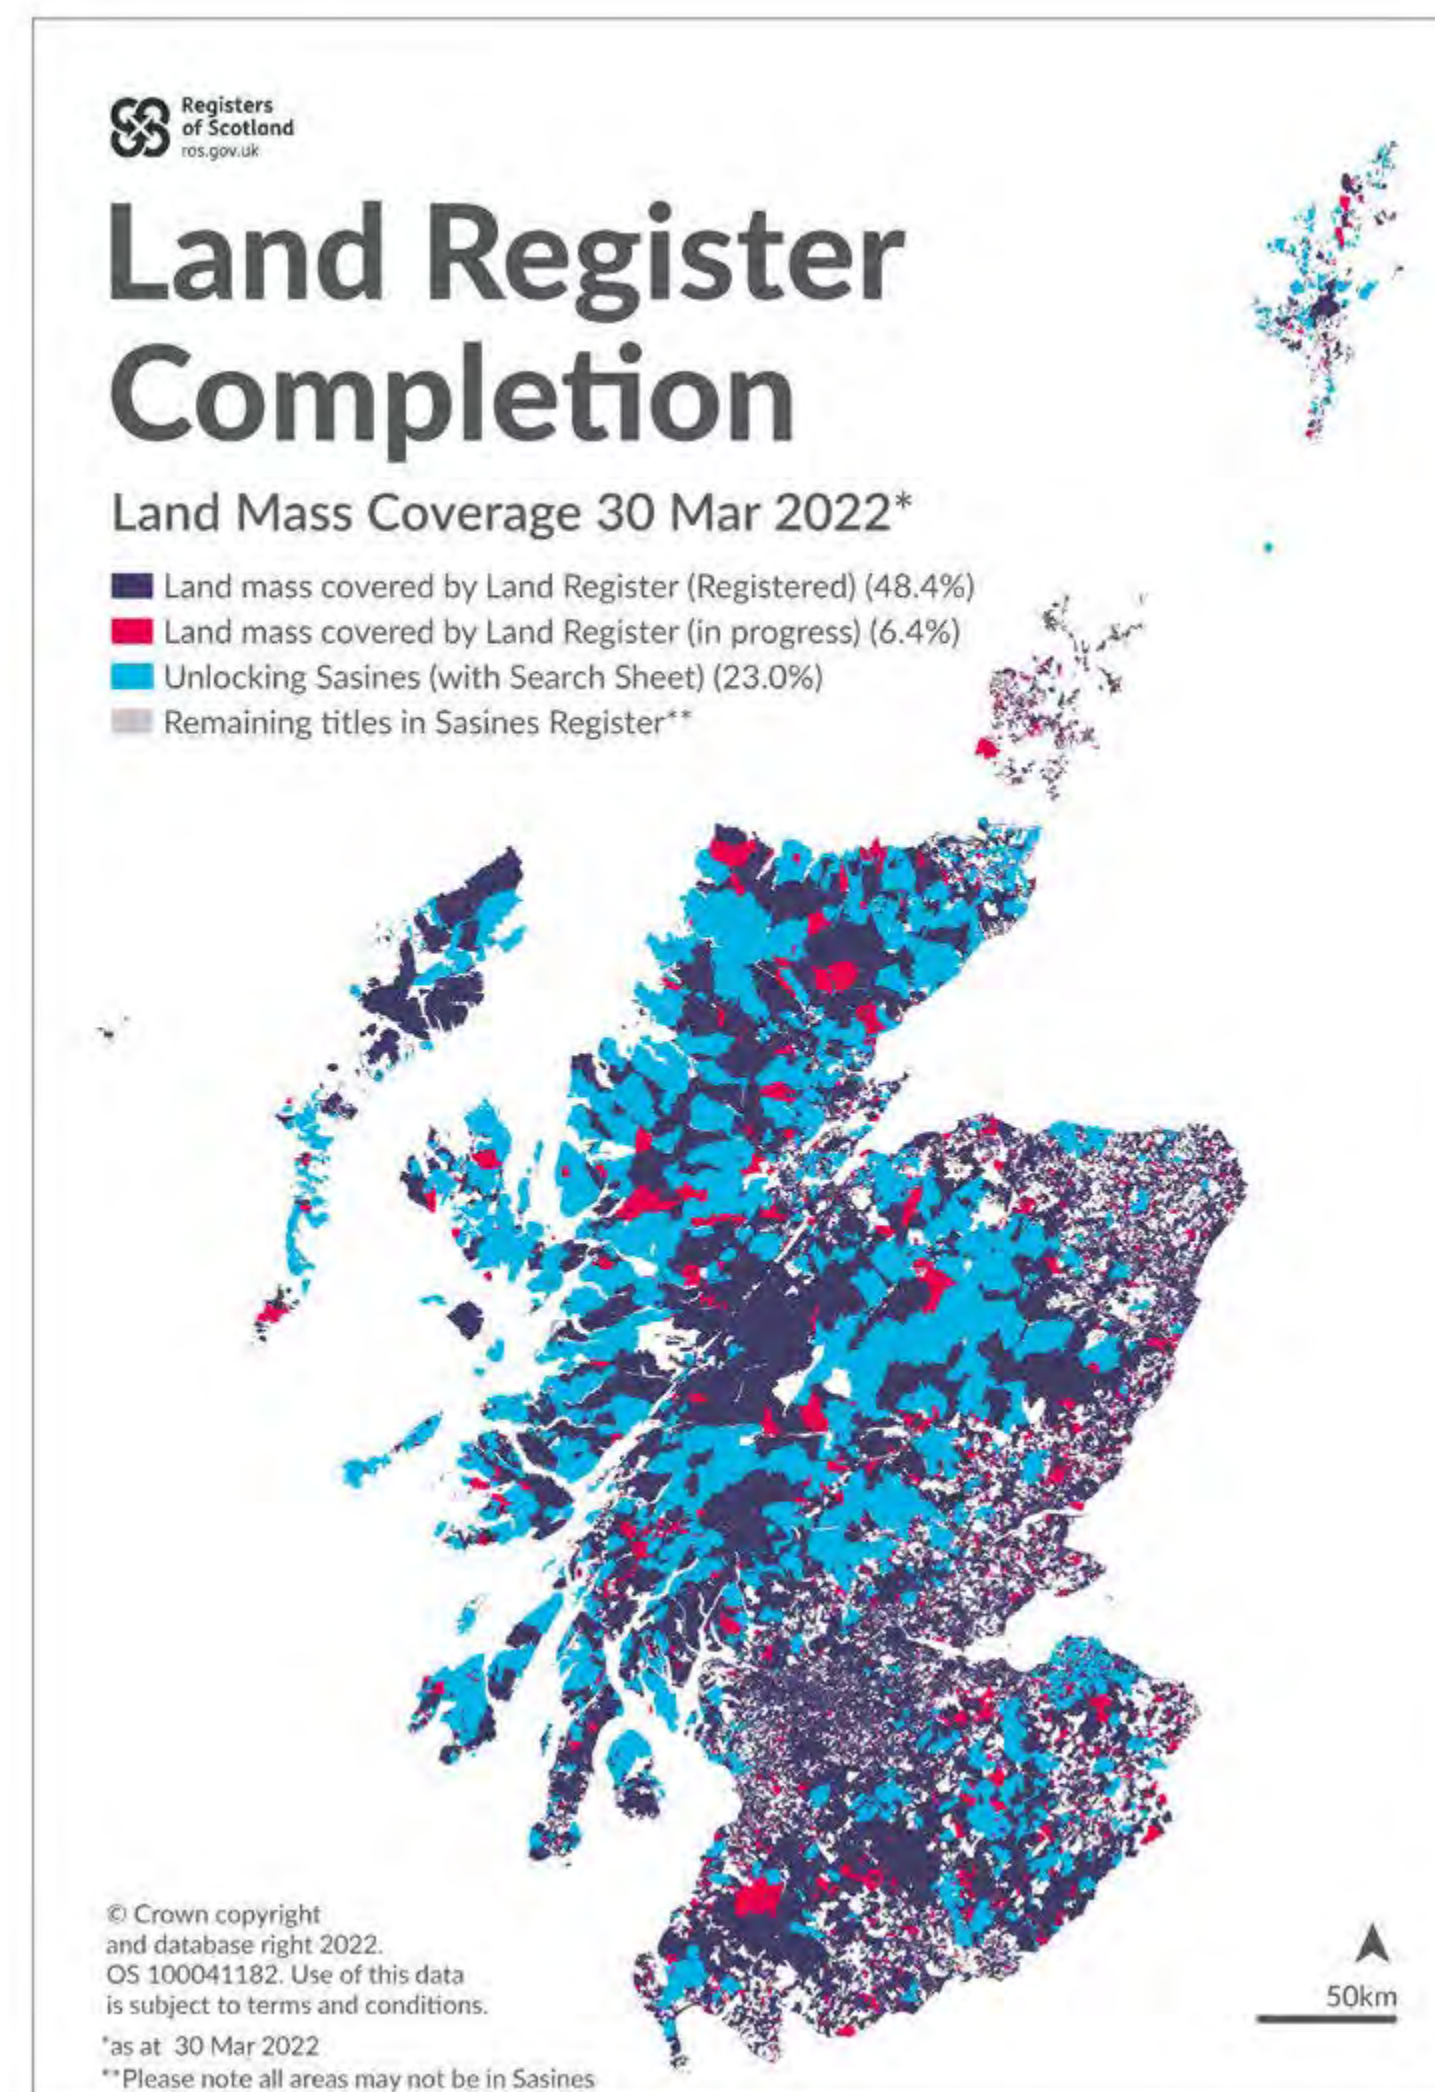 Registers
of Scotland
ros.gov.uk
Land Register
Completion
Land Mass Coverage 30 Mar 2022*
Land mass covered by Land Register (Registered) (48.4%)
Land mass covered by Land Register (in progress) (6.4%)
Unlocking Sasines (with Search Sheet) (23.0%)
Remaining titles in Sasines Register**
© Crown copyright
and database right 2022.
OS 100041182. Use of this data
is subject to terms and conditions.
*as at 30 Mar 2022
**Please note all areas may not be in Sasines
50km